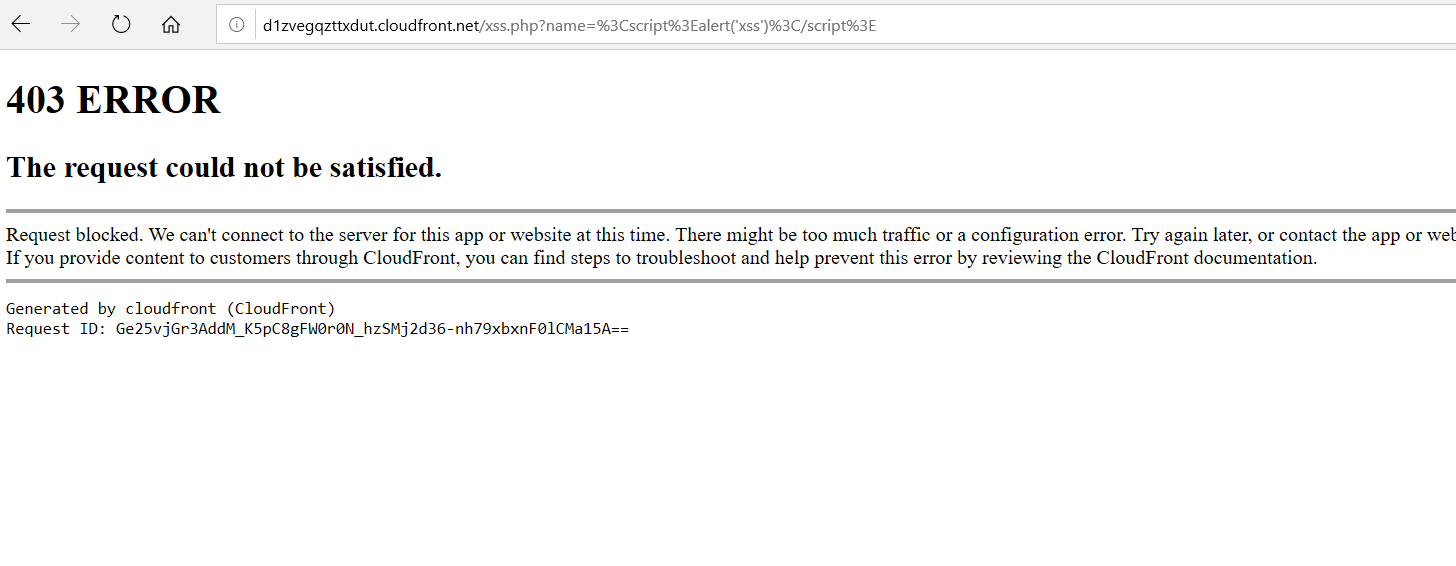 d1zvegqzttxdut.cloudfront.net/xss.php?name=%3Cscript%3Ealert('xss')%3C/script%3E
403 ERROR
The request could not be satisfied.
Request blocked. We can't connect to the server for this app or website at this time. There might be too much traffic or a configuration error. Try again later, or contact the app or web
If you provide content to customers through CloudFront, you can find steps to troubleshoot and help prevent this error by reviewing the CloudFront documentation.
Generated by cloudfront (CloudFront)
Request ID: Ge25vjGr3AddM_K5pC8gFW0r0N_hzSMj2d36-nh79xbxnF0lCMa15A==